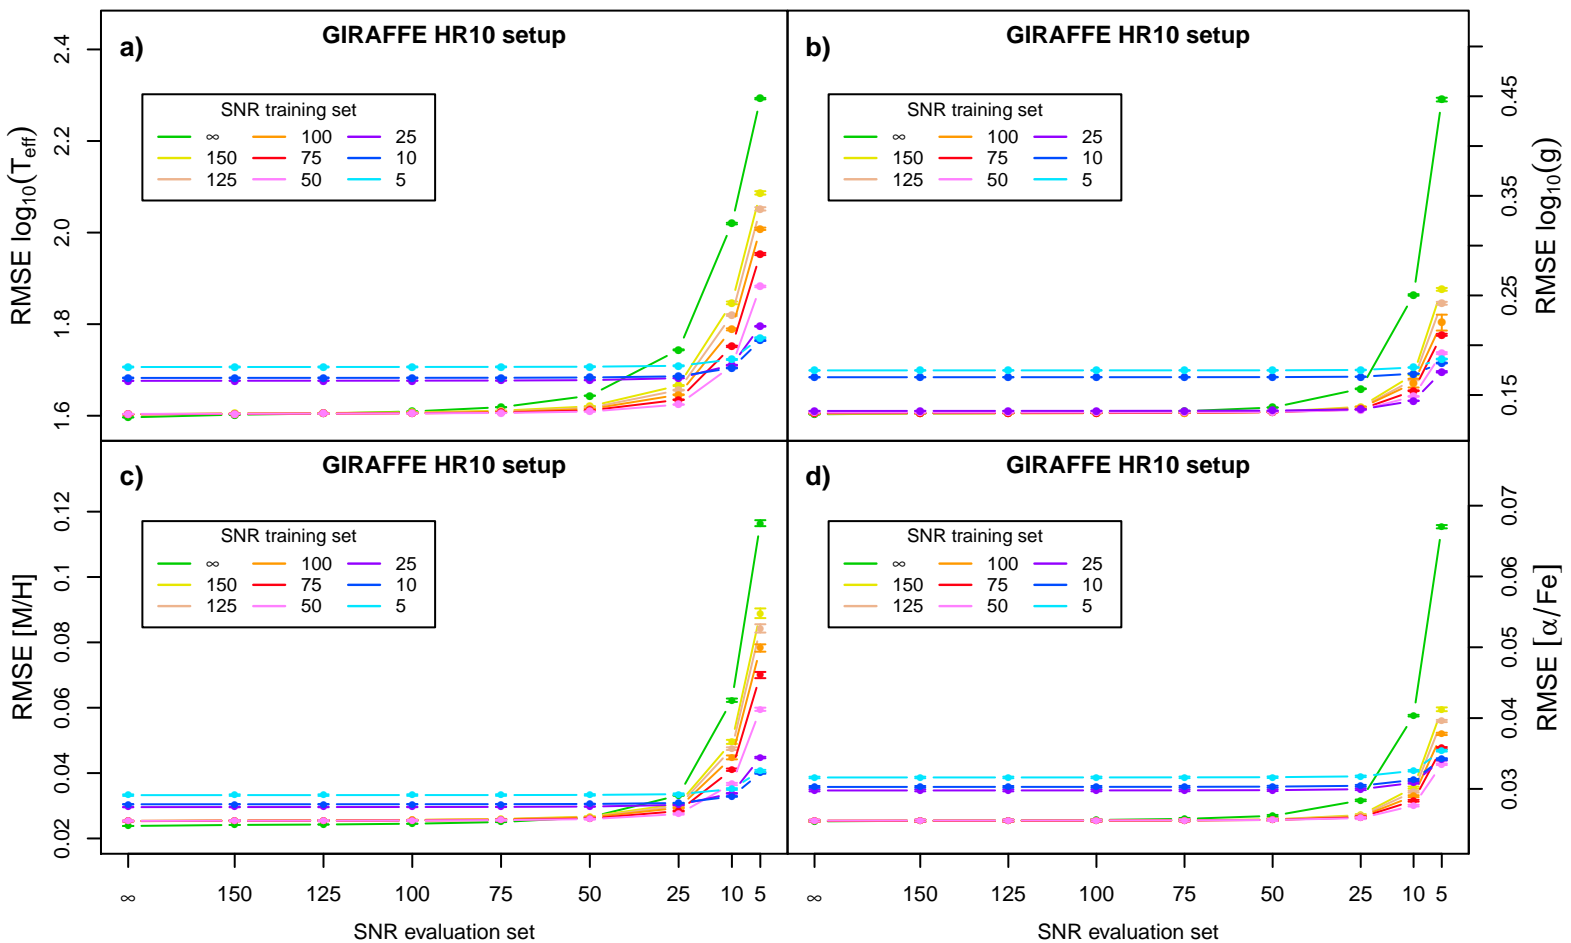 a)
GIRAFFE HR10 setup
SNR training set
∞ 100 25
150 75 10
125 50 5
RMSE log10(Teff)
1.6 1.8 2.0 2.2 2.4
b)
GIRAFFE HR10 setup
SNR training set
∞ 100 25
150 75 10
125 50 5
RMSE log10(g)
0.15 0.25 0.35 0.45
c)
GIRAFFE HR10 setup
SNR training set
∞ 100 25
150 75 10
125 50 5
RMSE [M/H]
0.02 0.04 0.06 0.08 0.1 0.12
∞ 150 125 100 75 50 25 10 5
SNR evaluation set
d)
GIRAFFE HR10 setup
SNR training set
∞ 100 25
150 75 10
125 50 5
RMSE [α/Fe]
0.03 0.04 0.05 0.06 0.07
∞ 150 125 100 75 50 25 10 5
SNR evaluation set